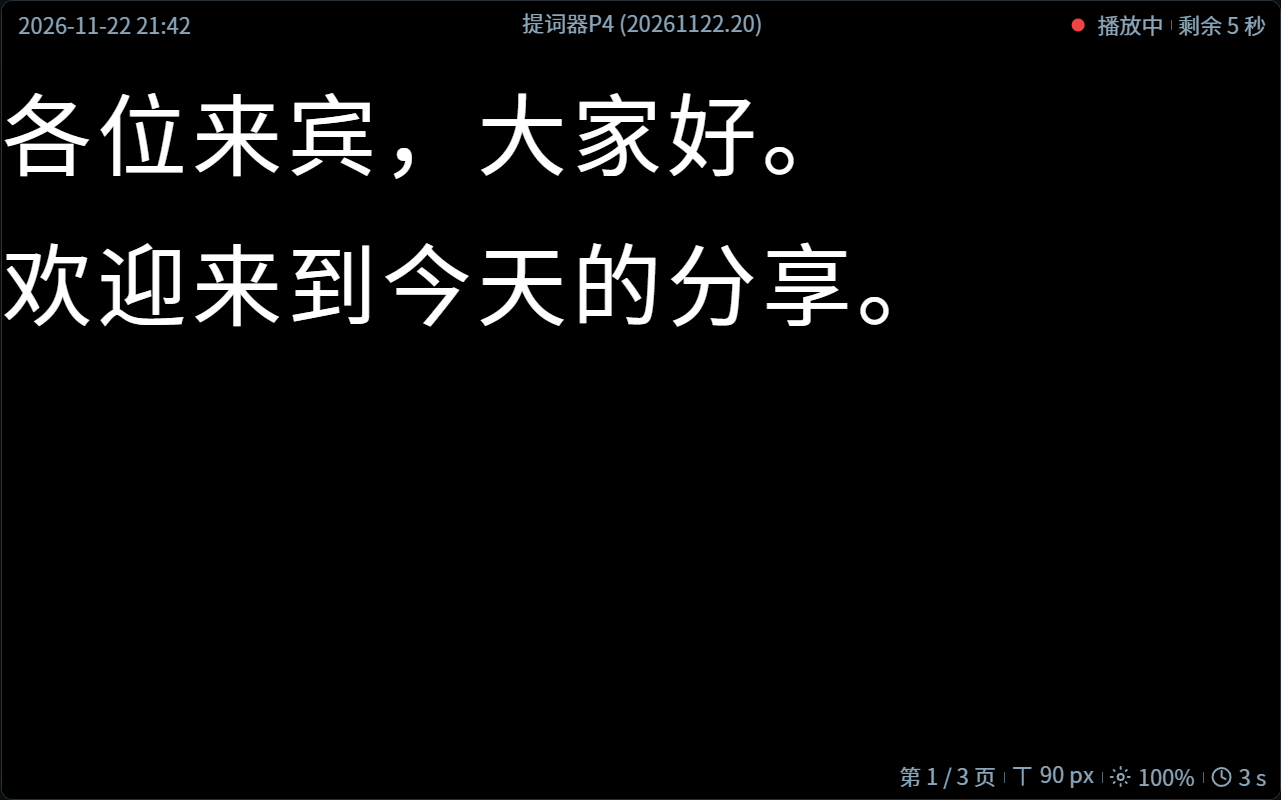 2026-11-22 21:42
提词器P4 (20261122.20)
播放中 剩余 5 秒
各位来宾，大家好。
欢迎来到今天的分享。
第 1 / 3 页 90 px 100% 3 s